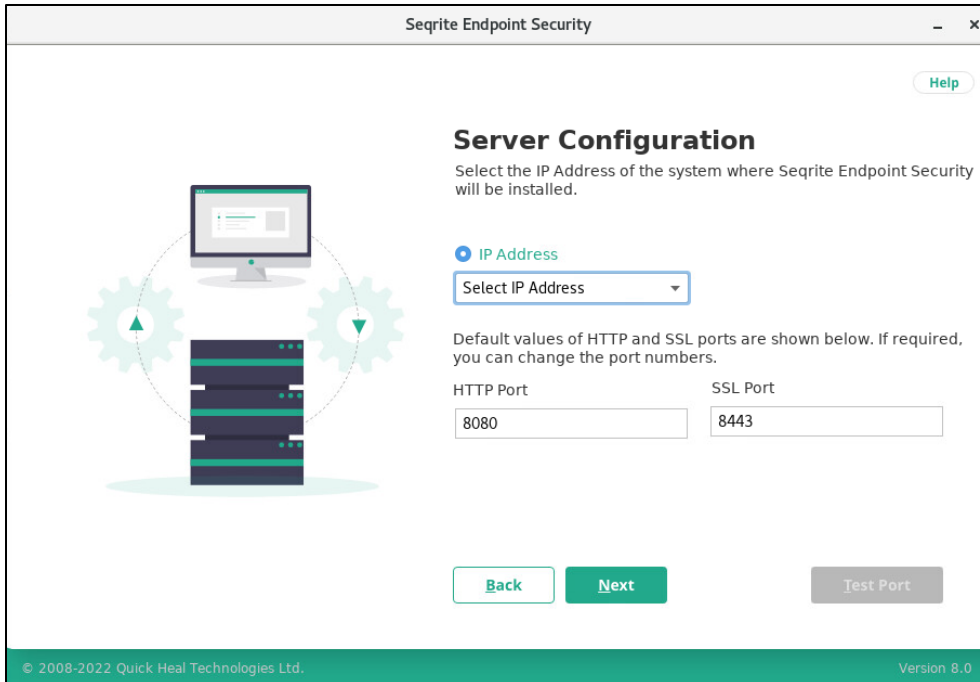 Seqrite Endpoint Security
Help
Server Configuration
Select the IP Address of the system where Seqrite Endpoint Security
will be installed.
IP Address
Select IP Address
Default values of HTTP and SSL ports are shown below. If required,
you can change the port numbers.
HTTP Port
SSL Port
8080
8443
Back
Next
Test Port
© 2008-2022 Quick Heal Technologies Ltd.
Version 8.0